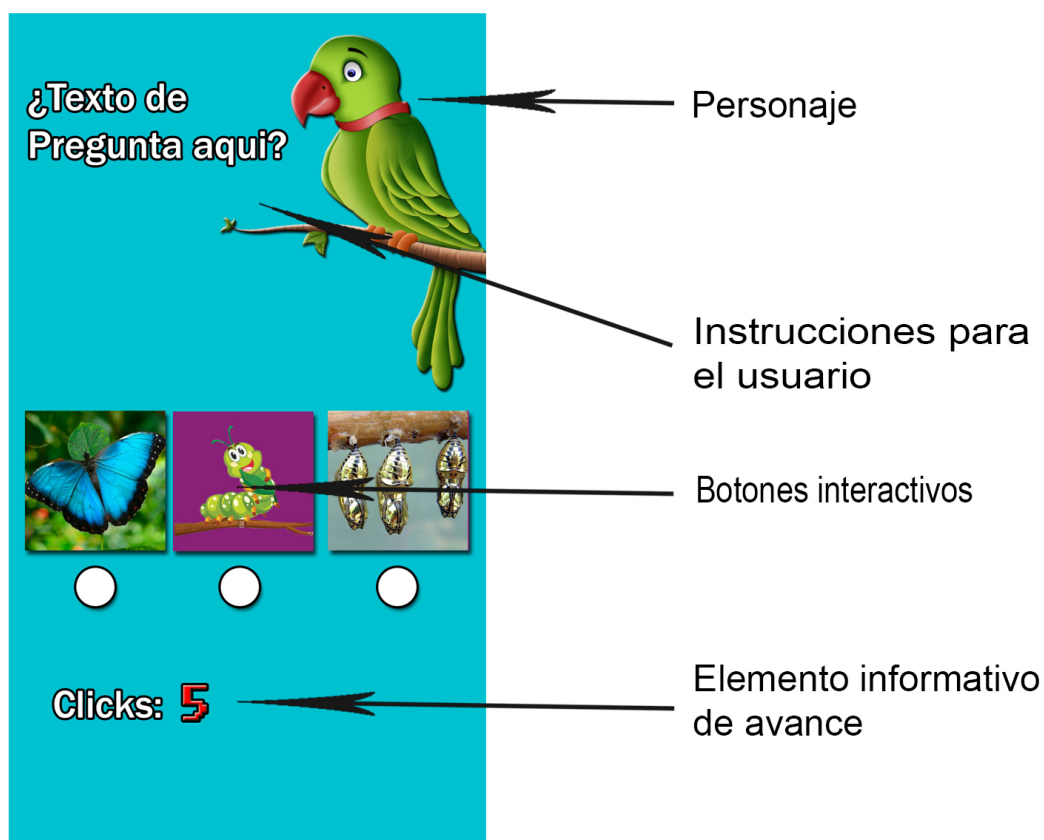 ¿Texto de
Pregunta aqui?
Personaje
Instrucciones para
el usuario
Botones interactivos
Clicks: 5
Elemento informativo
de avance